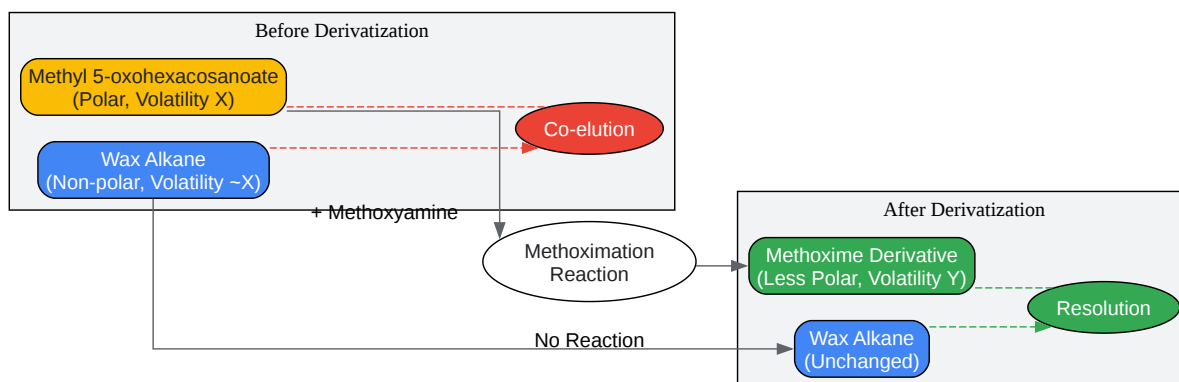 Before Derivatization
Methyl 5-oxohexacosanoate
(Polar, Volatility X)
Co-elution
Wax Alkane
(Non-polar, Volatility ~X)
+ Methoxyamine
Methoximation
Reaction
After Derivatization
Methoxime Derivative
(Less Polar, Volatility Y)
Resolution
No Reaction
Wax Alkane
(Unchanged)